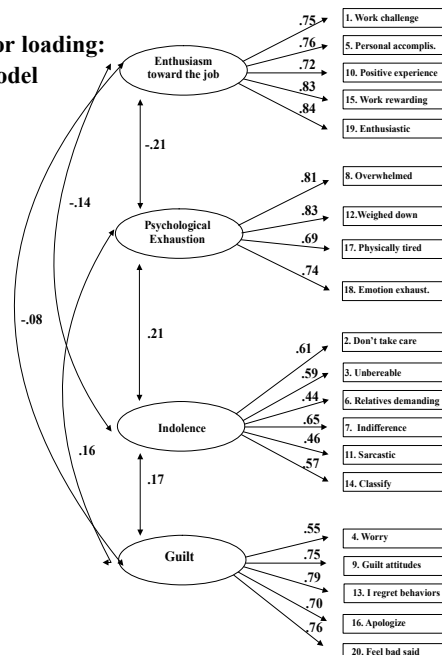 or loading:
odel
Enthusiasm
toward the job
.75
1. Work challenge
.76
5. Personal accomplis.
.72
10. Positive experience
.83
15. Work rewarding
.84
19. Enthusiastic
-.21
-.14
Psychological
Exhaustion
.81
8. Overwhelmed
.83
12.Weighed down
.69
17. Physically tired
.74
18. Emotion exhaust.
-.08
.21
Indolence
.61
2. Don't take care
.59
3. Unbereable
.44
6. Relatives demanding
.65
7. Indifference
.46
11. Sarcastic
.57
14. Classify
.16
.17
Guilt
.55
4. Worry
.75
9. Guilt attitudes
.79
13. I regret behaviors
.70
16. Apologize
.76
20. Feel bad said